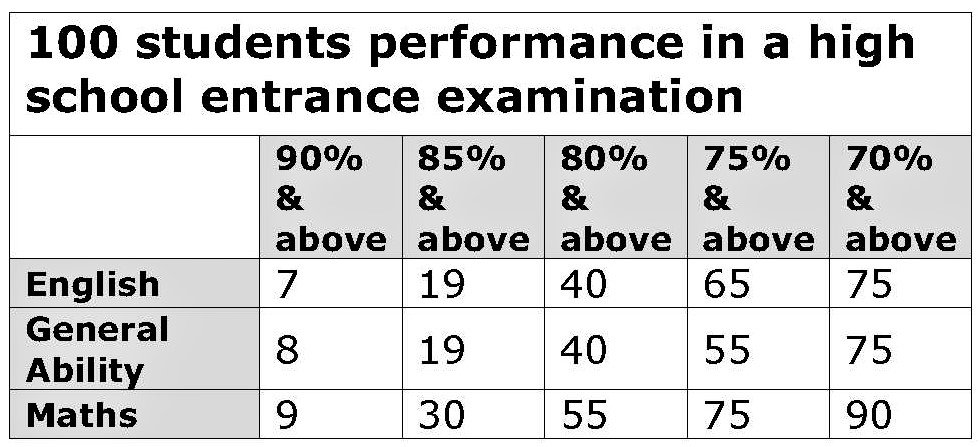 100 students performance in a high
school entrance examination
90% & above 85% & above 80% & above 75% & above 70% & above
English 7 19 40 65 75
General Ability 8 19 40 55 75
Maths 9 30 55 75 90